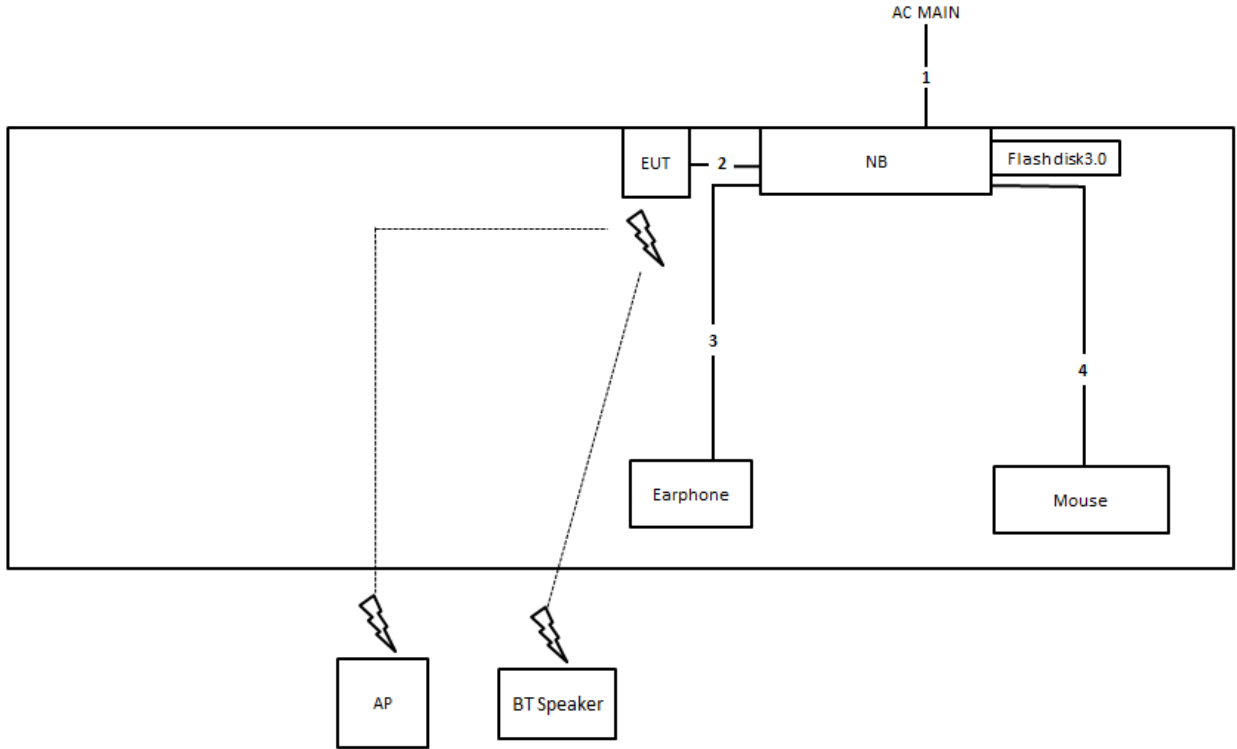 AC MAIN
1
EUT
2
NB
Flashdisk3.0
3
4
Earphone
Mouse
AP
BT Speaker